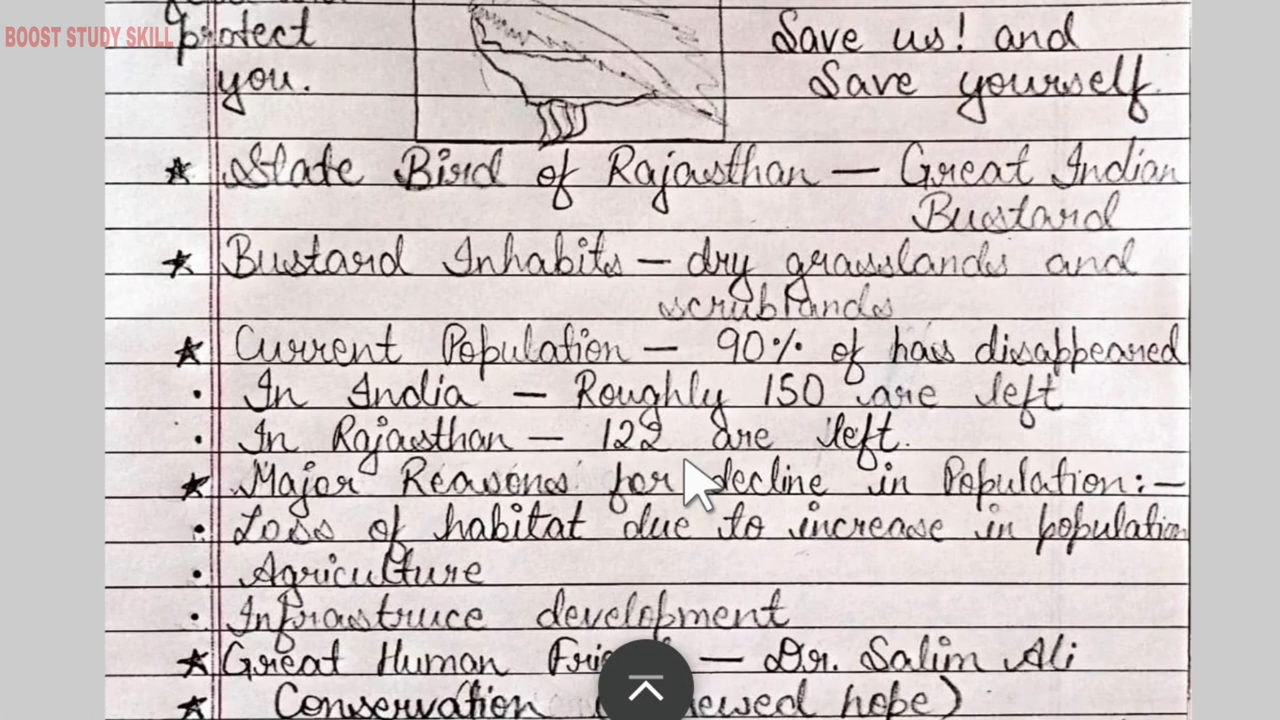 BOOST STUDY SKILL
protect
you.
Save us! and
Save yourself.
★ State Bird of Rajasthan — Great Indian
Bustard
★ Bustard Inhabits — dry grasslands and
scrublands
★ Current Population — 90% of has disappeared
• In India — Roughly 150 are left
• In Rajasthan — 122 are left.
★ Major Reasons for decline in Population:—
• Loss of habitat due to increase in population
• Agriculture
• Infrastruce development
★ Great Human — Dr. Salim Ali
★ Conservation hope)